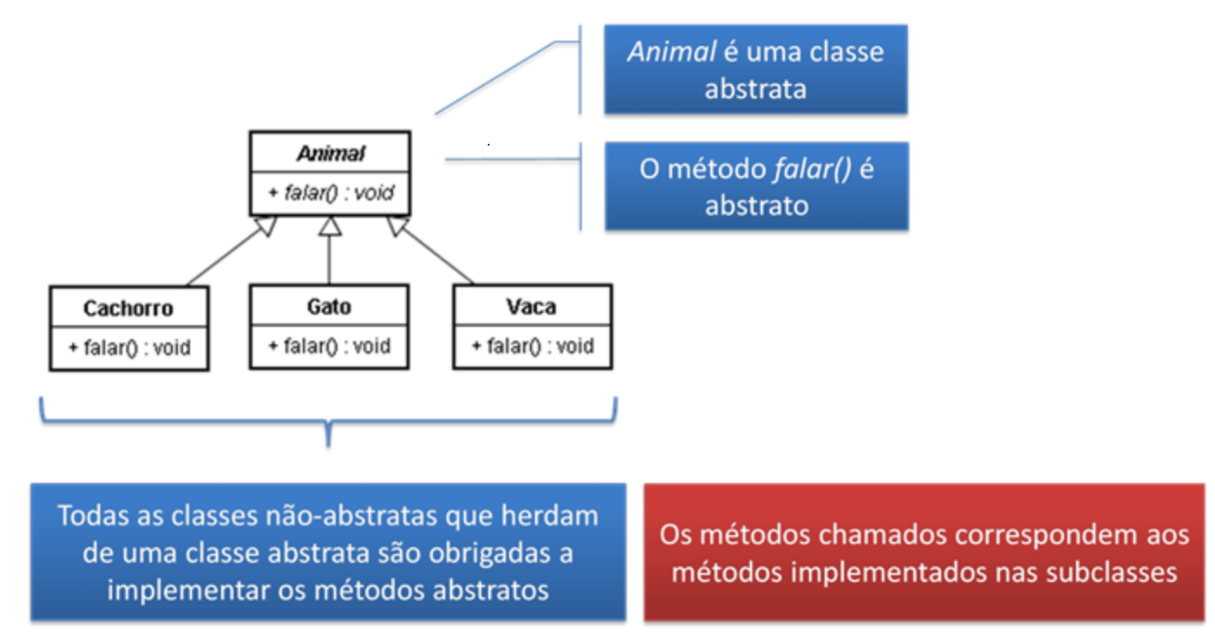 Animal é uma classe
abstrata
Animal
+ falar() : void
O método falar() é
abstrato
Cachorro
+ falar() : void
Gato
+ falar() : void
Vaca
+ falar() : void
Todas as classes não-abstratas que herdam
de uma classe abstrata são obrigadas a
implementar os métodos abstratos
Os métodos chamados correspondem aos
métodos implementados nas subclasses